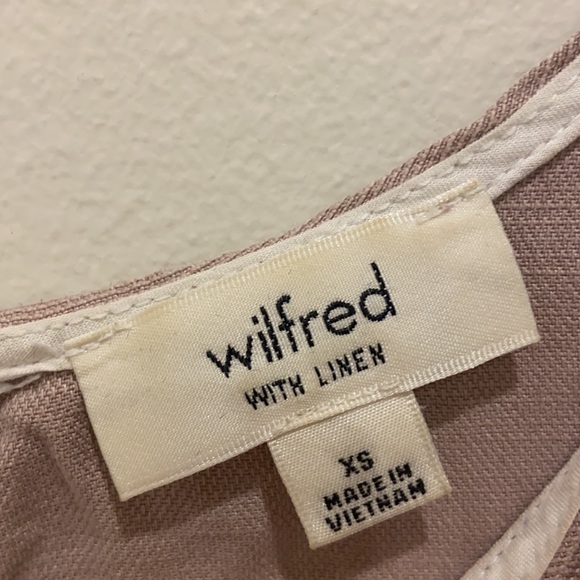 wilfred
WITH LINEN
XS
MADE IN
VIETNAM